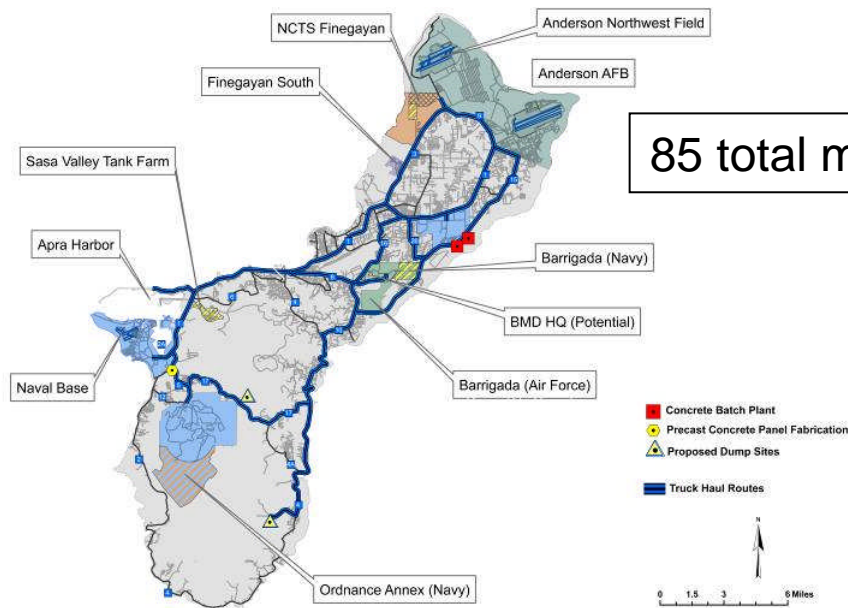 NCTS Finegayan
Anderson Northwest Field
Finegayan South
Anderson AFB
85 total m
Sasa Valley Tank Farm
Apra Harbor
Barrigada (Navy)
BMD HQ (Potential)
Naval Base
Barrigada (Air Force)
Concrete Batch Plant
Precast Concrete Panel Fabrication
Proposed Dump Sites
Truck Haul Routes
Ordnance Annex (Navy)
N
0 1.5 3 6 Miles